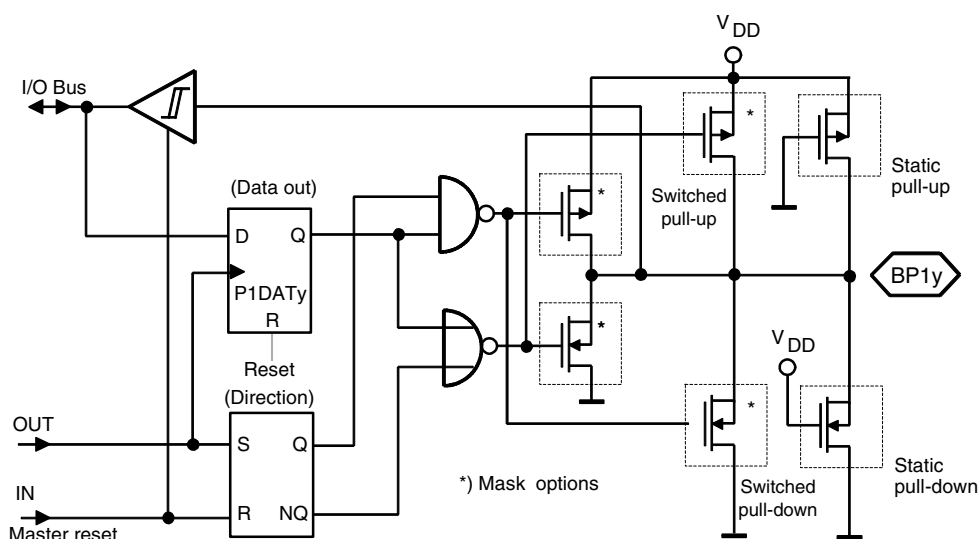 V DD
I/O Bus
*
Static
pull-up
(Data out)
*
Switched
pull-up
D
Q
P1DATy
R
BP1y
*
Reset
V DD
(Direction)
OUT
*
S
Q
*) Mask options
Static
pull-down
IN
Switched
pull-down
R
NQ
Master reset